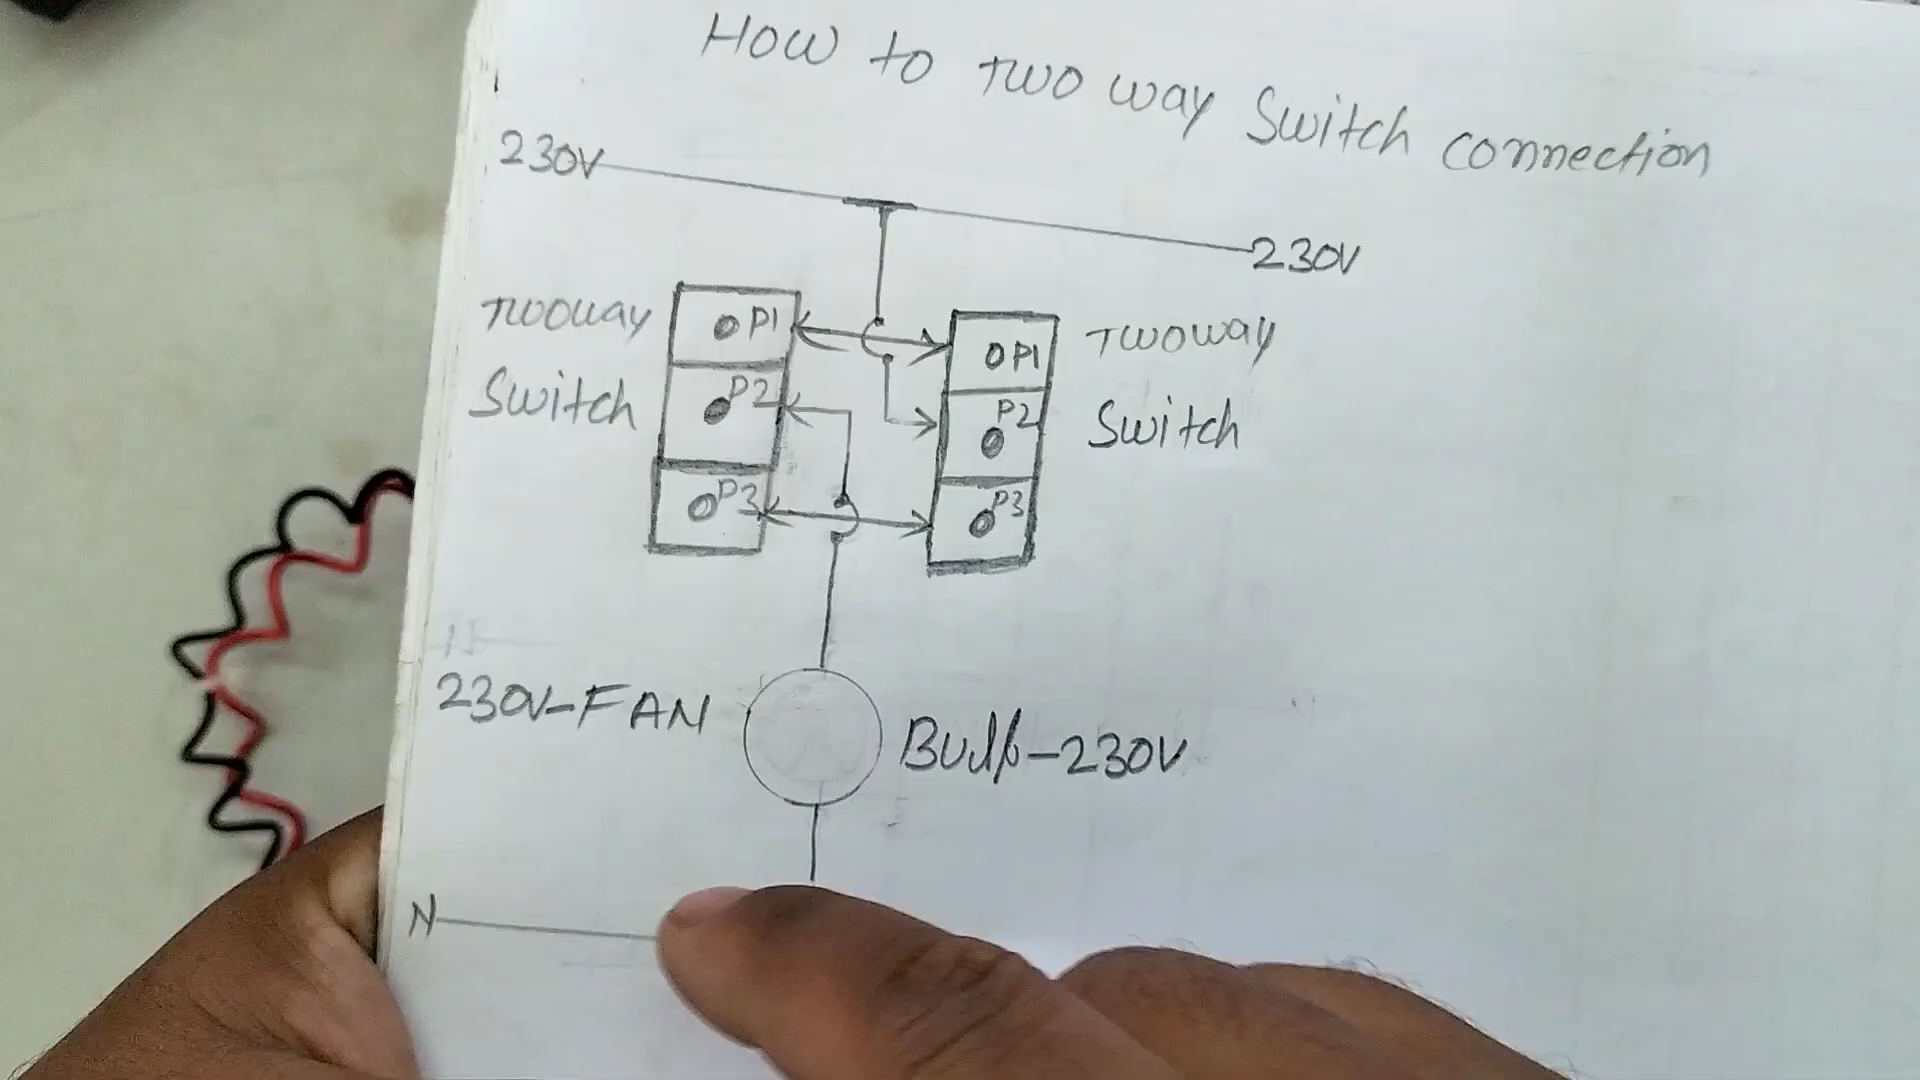 How to Two way Switch connection
230V
230V
Twoway
Switch
P1
P2
P3
P1
P2
P3
Twoway
Switch
N
230V-FAN
Bulb-230V
N